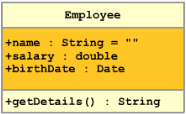 Employee
+name : String = ""
+salary : double
+birthDate : Date
+getDetails() : String